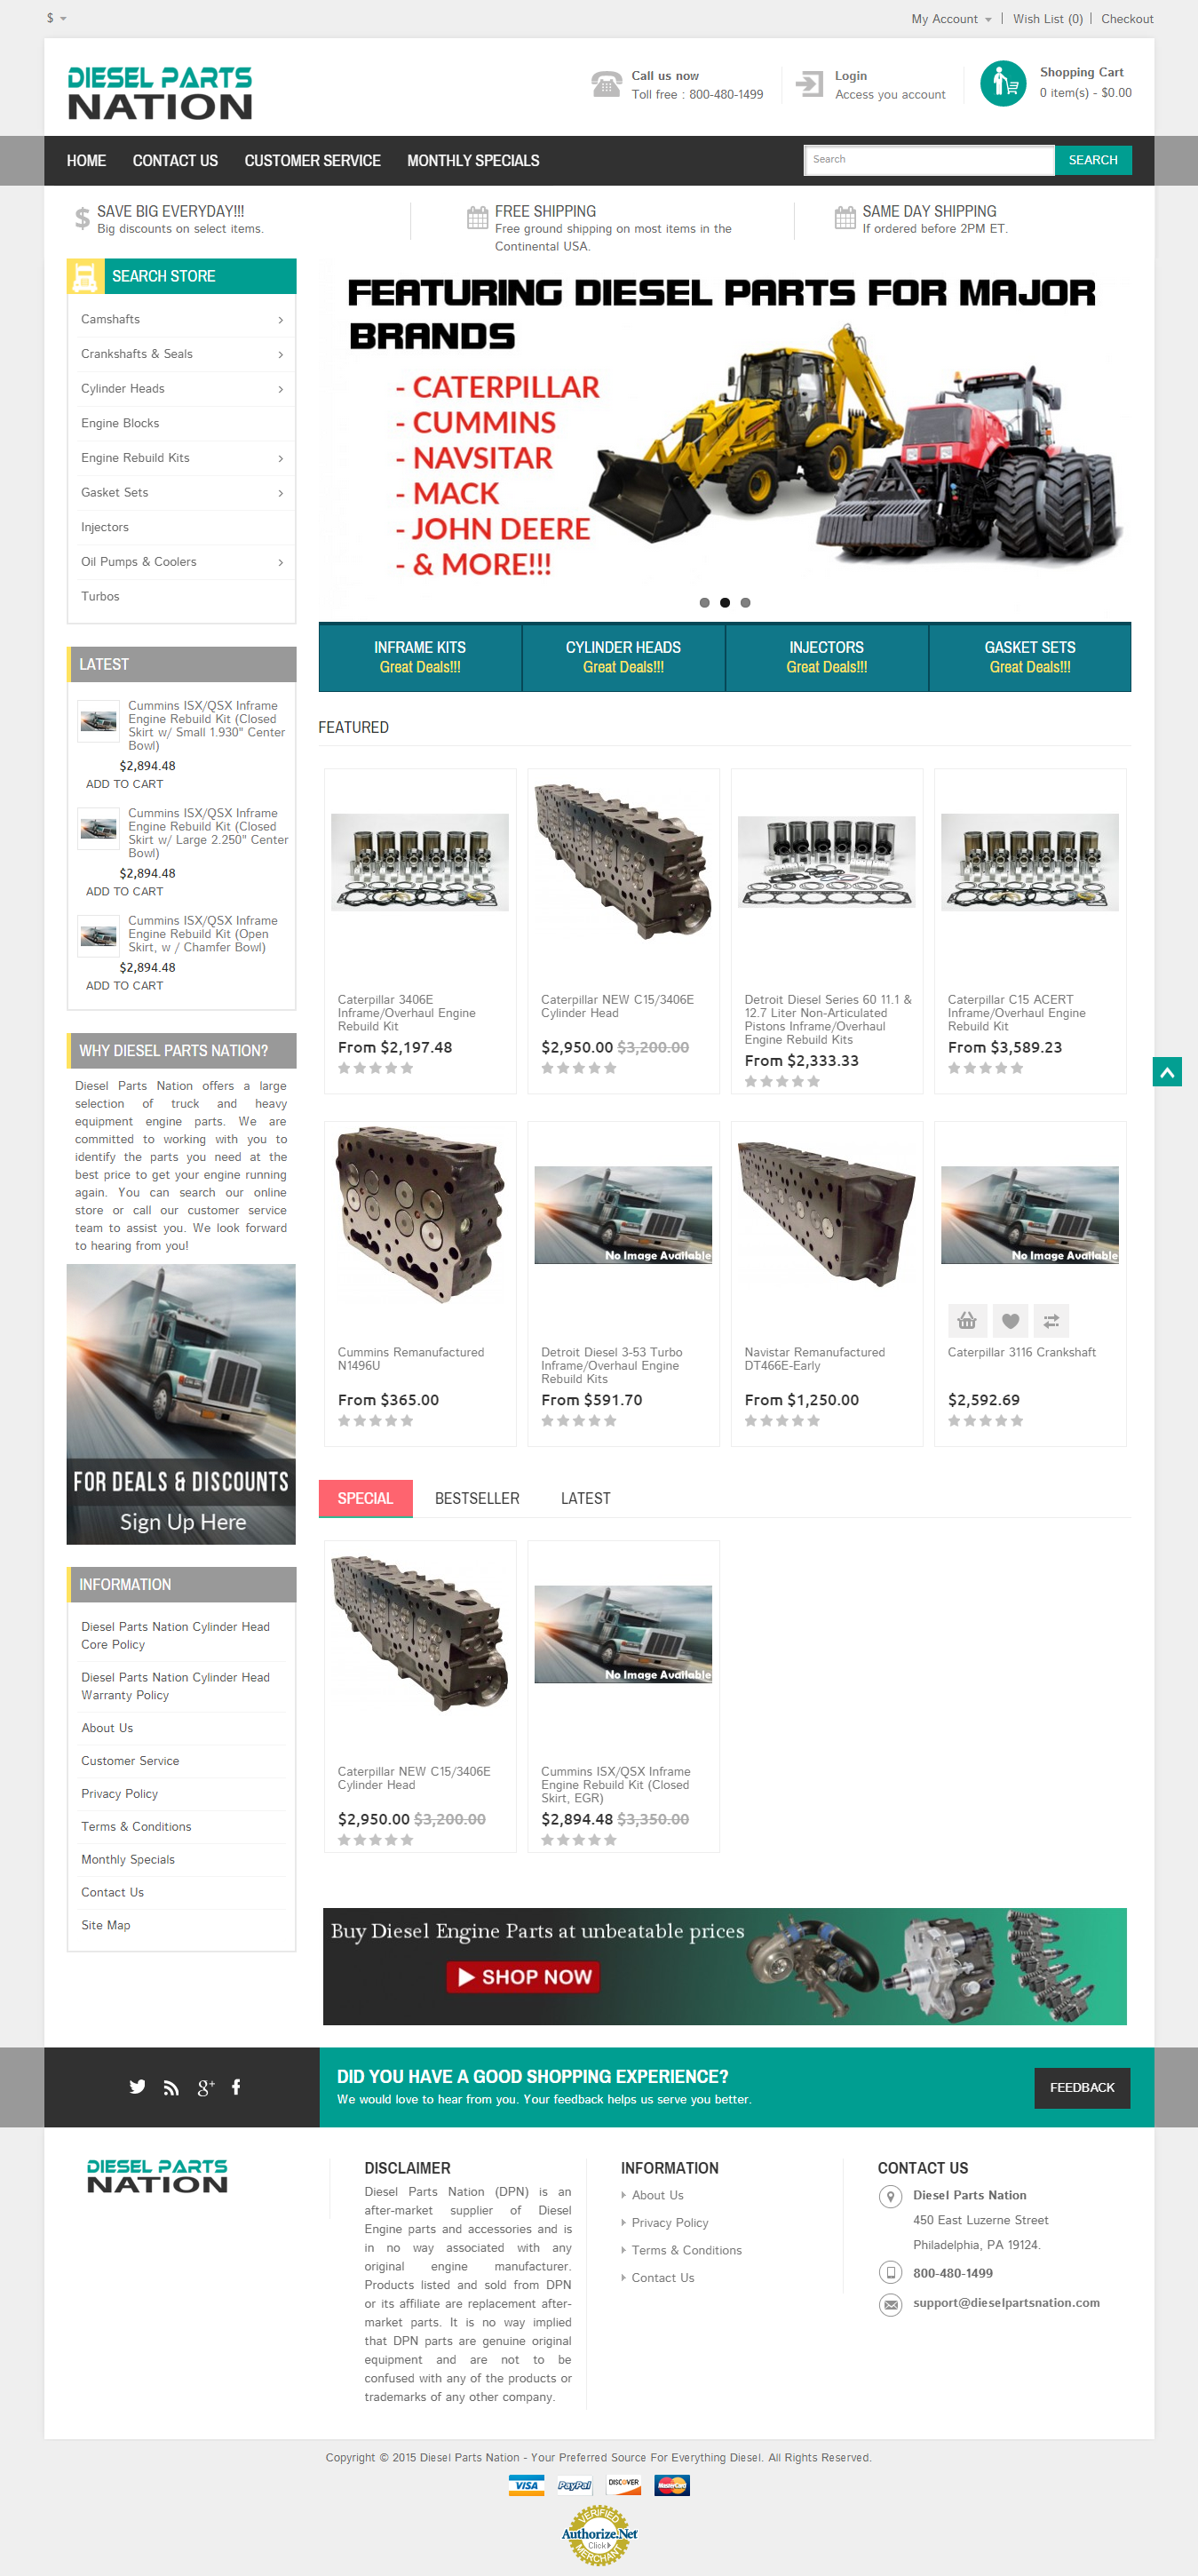 $
My Account
Wish List (0)
Checkout
DIESEL PARTS
NATION
Call us now
Toll free : 800-480-1499
Login
Access you account
Shopping Cart
0 item(s) - $0.00
HOME
CONTACT US
CUSTOMER SERVICE
MONTHLY SPECIALS
Search
SEARCH
$
SAVE BIG EVERYDAY!!!
Big discounts on select items.
FREE SHIPPING
Free ground shipping on most items in the
Continental USA.
SAME DAY SHIPPING
If ordered before 2PM ET.
SEARCH STORE
Camshafts
Crankshafts & Seals
Cylinder Heads
Engine Blocks
Engine Rebuild Kits
Gasket Sets
Injectors
Oil Pumps & Coolers
Turbos
FEATURING DIESEL PARTS FOR MAJOR
BRANDS
- CATERPILLAR
- CUMMINS
- NAVSITAR
- MACK
- JOHN DEERE
- & MORE!!!
INFRAME KITS
Great Deals!!!
CYLINDER HEADS
Great Deals!!!
INJECTORS
Great Deals!!!
GASKET SETS
Great Deals!!!
LATEST
Cummins ISX/QSX Inframe
Engine Rebuild Kit (Closed
Skirt w/ Small 1.930" Center
Bowl)
$2,894.48
ADD TO CART
Cummins ISX/QSX Inframe
Engine Rebuild Kit (Closed
Skirt w/ Large 2.250" Center
Bowl)
$2,894.48
ADD TO CART
Cummins ISX/QSX Inframe
Engine Rebuild Kit (Open
Skirt, w / Chamfer Bowl)
$2,894.48
ADD TO CART
WHY DIESEL PARTS NATION?
Diesel Parts Nation offers a large
selection of truck and heavy
equipment engine parts. We are
committed to working with you to
identify the parts you need at the
best price to get your engine running
again. You can search our online
store or call our customer service
team to assist you. We look forward
to hearing from you!
FOR DEALS & DISCOUNTS
Sign Up Here
INFORMATION
Diesel Parts Nation Cylinder Head
Core Policy
Diesel Parts Nation Cylinder Head
Warranty Policy
About Us
Customer Service
Privacy Policy
Terms & Conditions
Monthly Specials
Contact Us
Site Map
FEATURED
Caterpillar 3406E
Inframe/Overhaul Engine
Rebuild Kit
From $2,197.48
Caterpillar NEW C15/3406E
Cylinder Head
$2,950.00 $3,200.00
Detroit Diesel Series 60 11.1 &
12.7 Liter Non-Articulated
Pistons Inframe/Overhaul
Engine Rebuild Kits
From $2,333.33
Caterpillar C15 ACERT
Inframe/Overhaul Engine
Rebuild Kit
From $3,589.23
Cummins Remanufactured
N1496U
From $365.00
No Image Available
Detroit Diesel 3-53 Turbo
Inframe/Overhaul Engine
Rebuild Kits
From $591.70
Navistar Remanufactured
DT466E-Early
From $1,250.00
No Image Available
Caterpillar 3116 Crankshaft
$2,592.69
SPECIAL
BESTSELLER
LATEST
Caterpillar NEW C15/3406E
Cylinder Head
$2,950.00 $3,200.00
No Image Available
Cummins ISX/QSX Inframe
Engine Rebuild Kit (Closed
Skirt, EGR)
$2,894.48 $3,350.00
Buy Diesel Engine Parts at unbeatable prices
SHOP NOW
DID YOU HAVE A GOOD SHOPPING EXPERIENCE?
We would love to hear from you. Your feedback helps us serve you better.
FEEDBACK
DIESEL PARTS
NATION
DISCLAIMER
Diesel Parts Nation (DPN) is an
after-market supplier of Diesel
Engine parts and accessories and is
in no way associated with any
original engine manufacturer.
Products listed and sold from DPN
or its affiliate are replacement after-
market parts. It is no way implied
that DPN parts are genuine original
equipment and are not to be
confused with any of the products or
trademarks of any other company.
INFORMATION
About Us
Privacy Policy
Terms & Conditions
Contact Us
CONTACT US
Diesel Parts Nation
450 East Luzerne Street
Philadelphia, PA 19124.
800-480-1499
support@dieselpartsnation.com
Copyright © 2015 Diesel Parts Nation - Your Preferred Source For Everything Diesel. All Rights Reserved.
VISA
PayPal
DISCOVER
MasterCard
VERIFIED
Authorize.Net
Click
MERCHANT